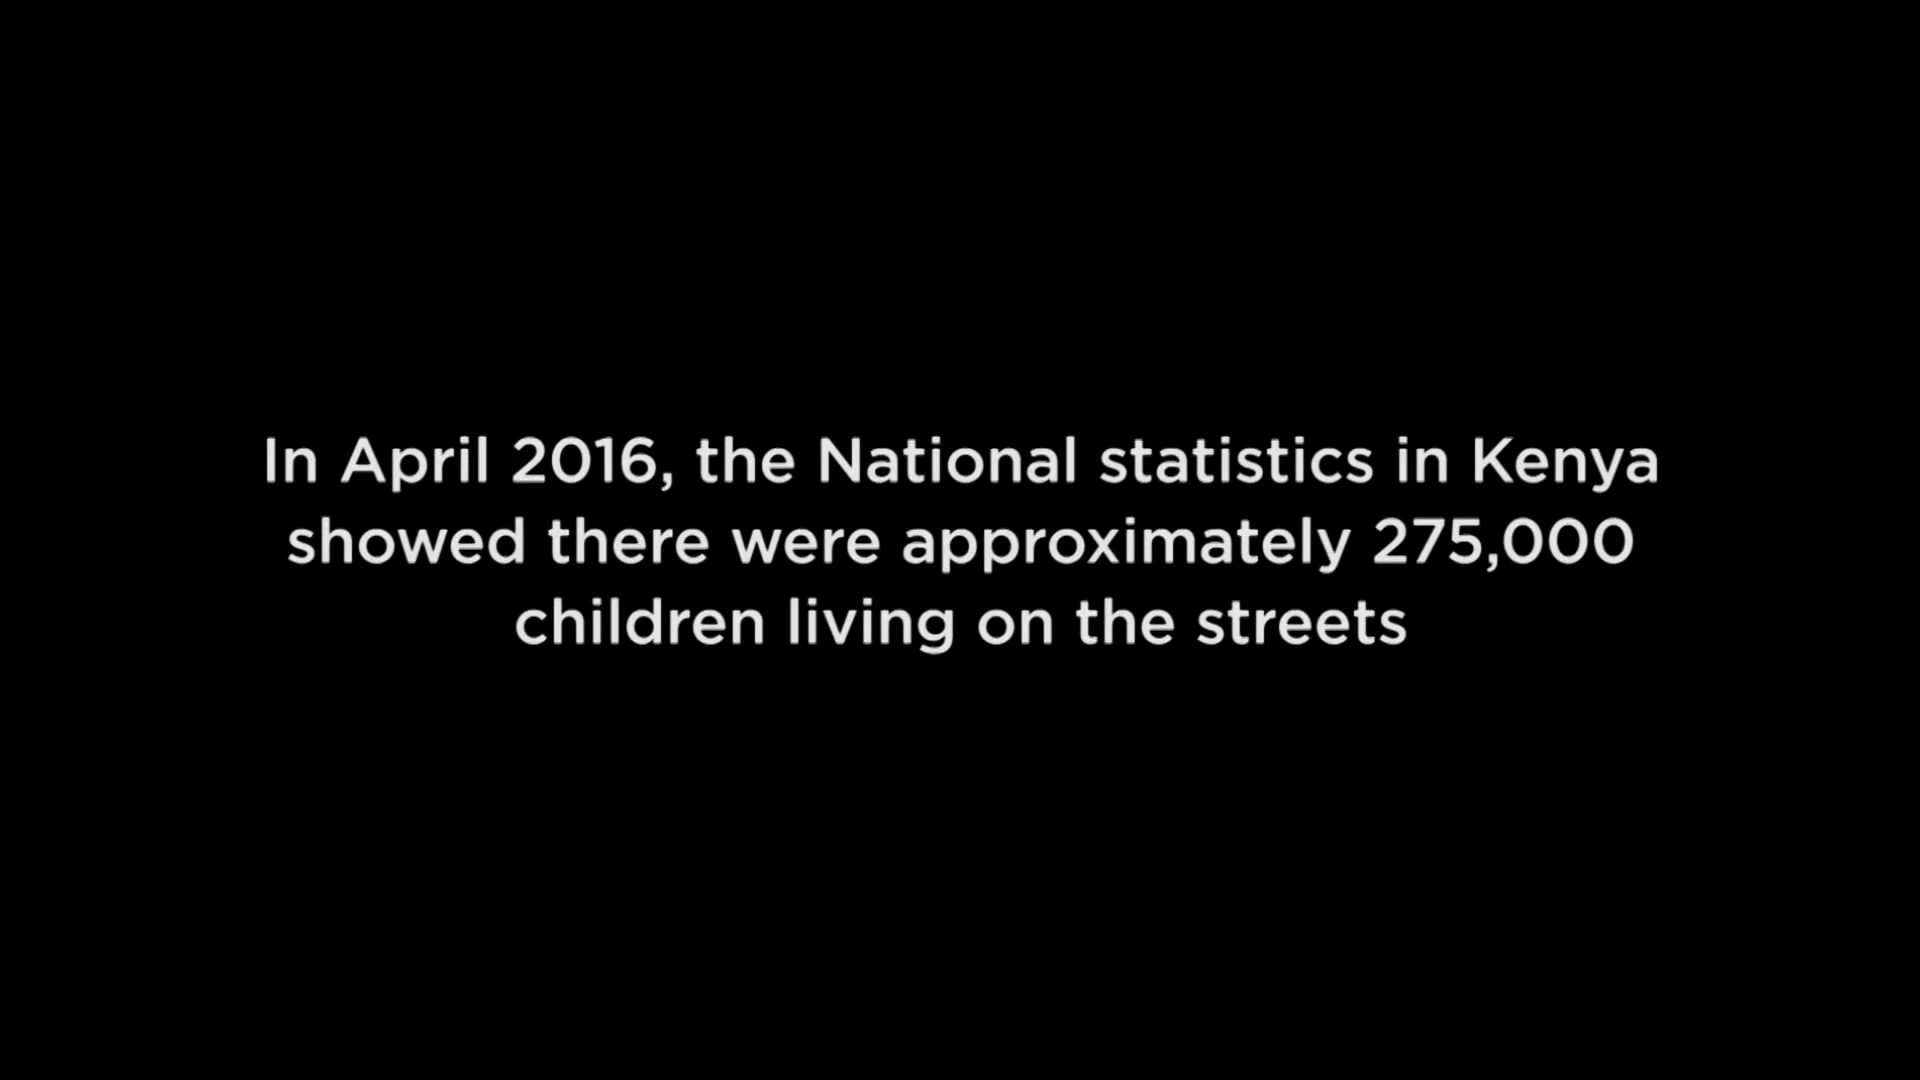 In April 2016, the National statistics in Kenya
showed there were approximately 275,000
children living on the streets